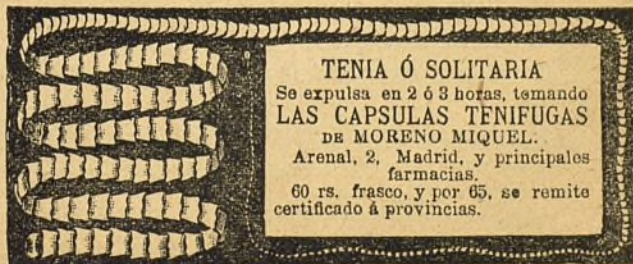 TENIA Ó SOLITARIA
Se expulsa en 2 ó 3 horas, tomando
LAS CAPSULAS TENIFUGAS
DE MORENO MIQUEL.
Arenal, 2, Madrid, y principales
farmacias.
60 rs. frasco, y por 65, se remite
certificado á provincias.